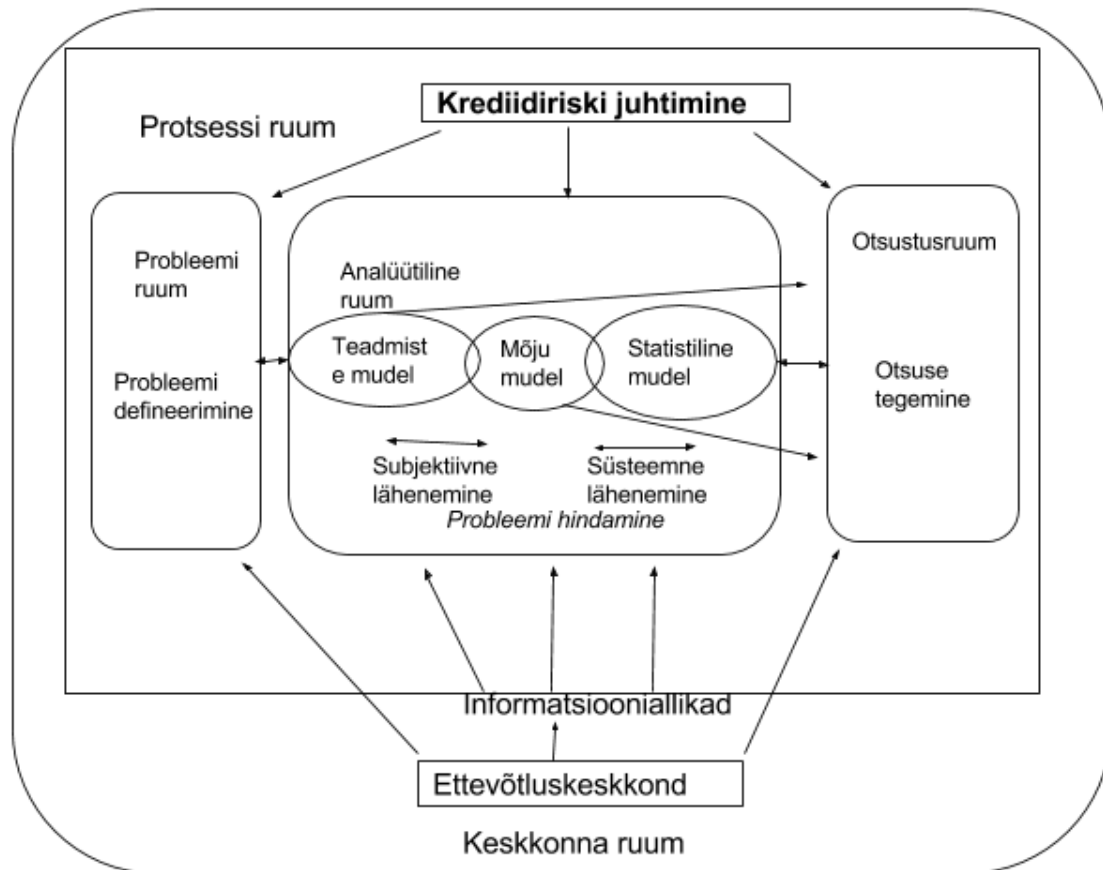 Krediidiriski juhtimine
Protsessi ruum
Probleemi
ruum
Probleemi
defineerimine
Analüütiline
ruum
Teadmist
e mudel
Mõju
mudel
Statistiline
mudel
Subjektiivne
lähenemine
Süsteemne
lähenemine
Probleemi hindamine
Otsustusruum
Otsuse
tegemine
Informatsiooniallikad
Ettevõtluskeskkond
Keskkonna ruum